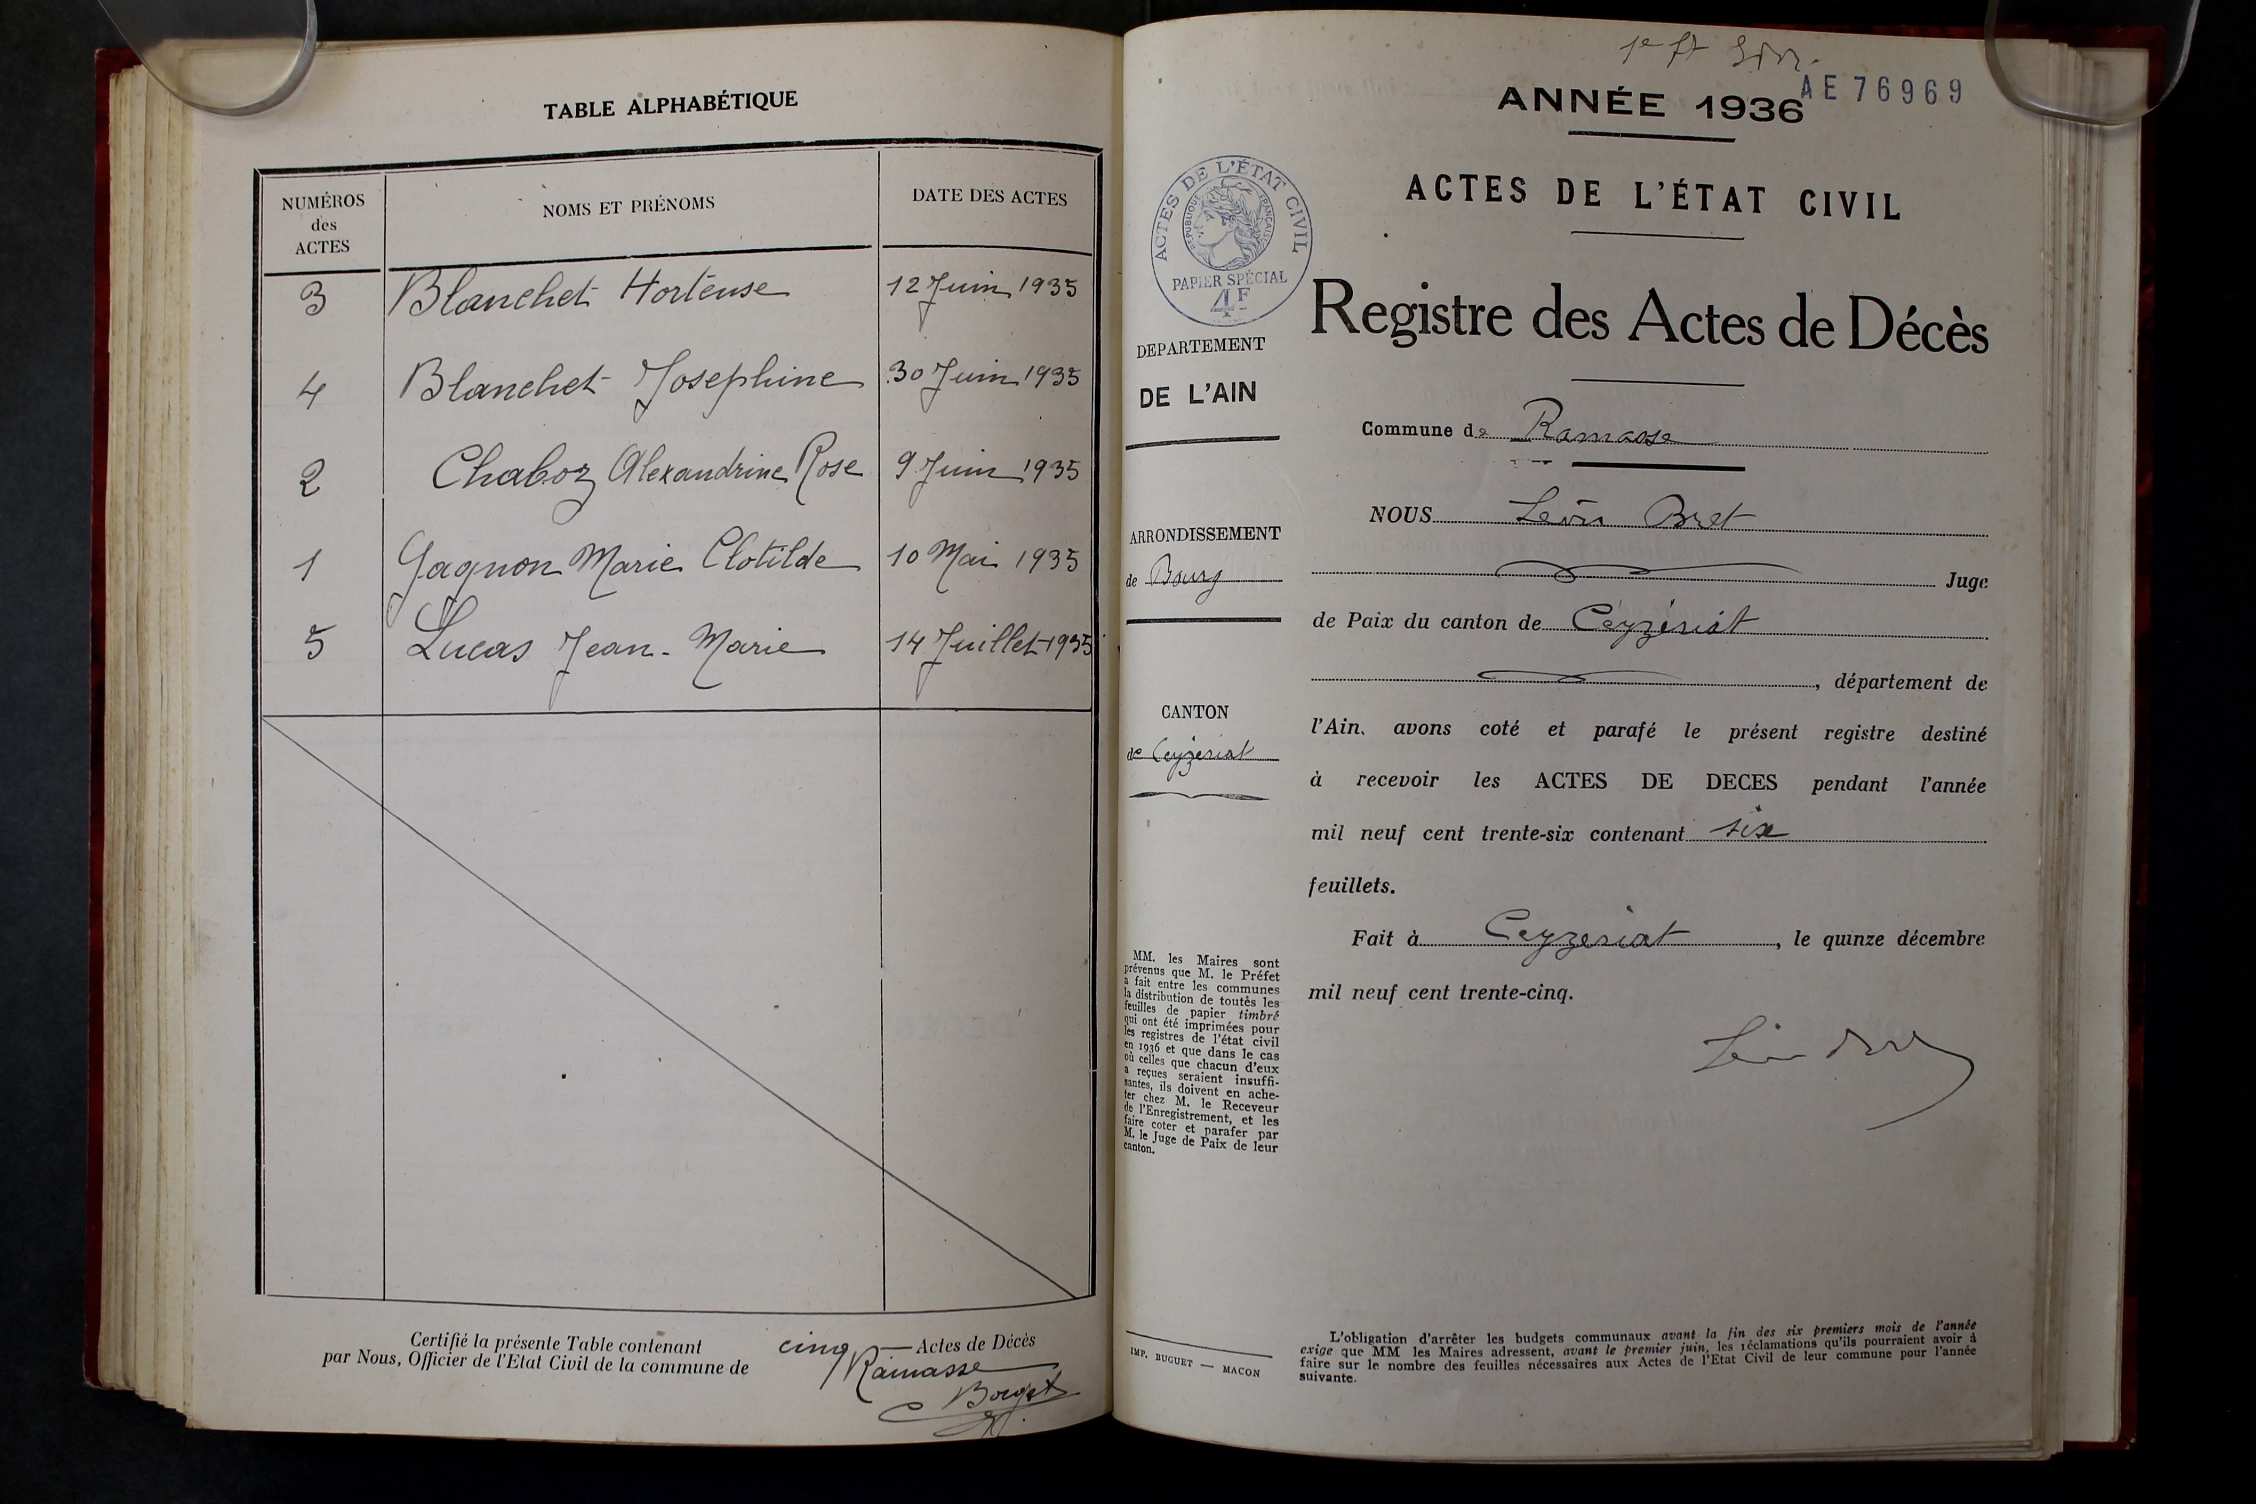 TABLE ALPHABÉTIQUE
NUMÉROS
des
ACTES
NOMS ET PRÉNOMS
DATE DES ACTES
3 Blanchet Hortense 12 Juin 1935
4 Blanchet Josephine 30 Juin 1935
2 Chaboz Alexandrine Rose 9 Juin 1935
1 Gagnon Marie Clotilde 10 Mai 1935
5 Lucas Jean-Marie 14 Juillet 1935
Certifié la présente Table contenant cinq Actes de Décès
par Nous, Officier de l'Etat Civil de la commune de Ramasse
AE 76969
ANNÉE 1936
ACTES DE L'ÉTAT CIVIL
Registre des Actes de Décès
ACTES DE L'ÉTAT CIVIL
RÉPUBLIQUE FRANÇAISE
PAPIER SPÉCIAL
4F
DEPARTEMENT
DE L'AIN
ARRONDISSEMENT
de Bourg
CANTON
de Ceyzériat
MM. les Maires sont
prévenus que M. le Préfet
a fait entre les communes
la distribution de toutes les
feuilles de papier timbré
qui ont été imprimées pour
les registres de l'état civil
en 1936 et que dans le cas
où celles que chacun d'eux
a reçues seraient insuffi-
santes, ils doivent en ache-
ter chez M. le Receveur
de l'Enregistrement, et les
faire coter et parafer par
M. le Juge de Paix de leur
canton.
IMP. BUGUET — MACON
Commune de Ramasse
NOUS Léon Bret
Juge
de Paix du canton de Ceyzériat
, département de
l'Ain, avons coté et parafé le présent registre destiné
à recevoir les ACTES DE DECES pendant l'année
mil neuf cent trente-six contenant six
feuillets.
Fait à Ceyzériat, le quinze décembre
mil neuf cent trente-cinq.
L'obligation d'arrêter les budgets communaux avant la fin des six premiers mois de l'année
exige que MM les Maires adressent, avant le premier juin, les réclamations qu'ils pourraient avoir à
faire sur le nombre des feuilles nécessaires aux Actes de l'Etat Civil de leur commune pour l'année
suivante.